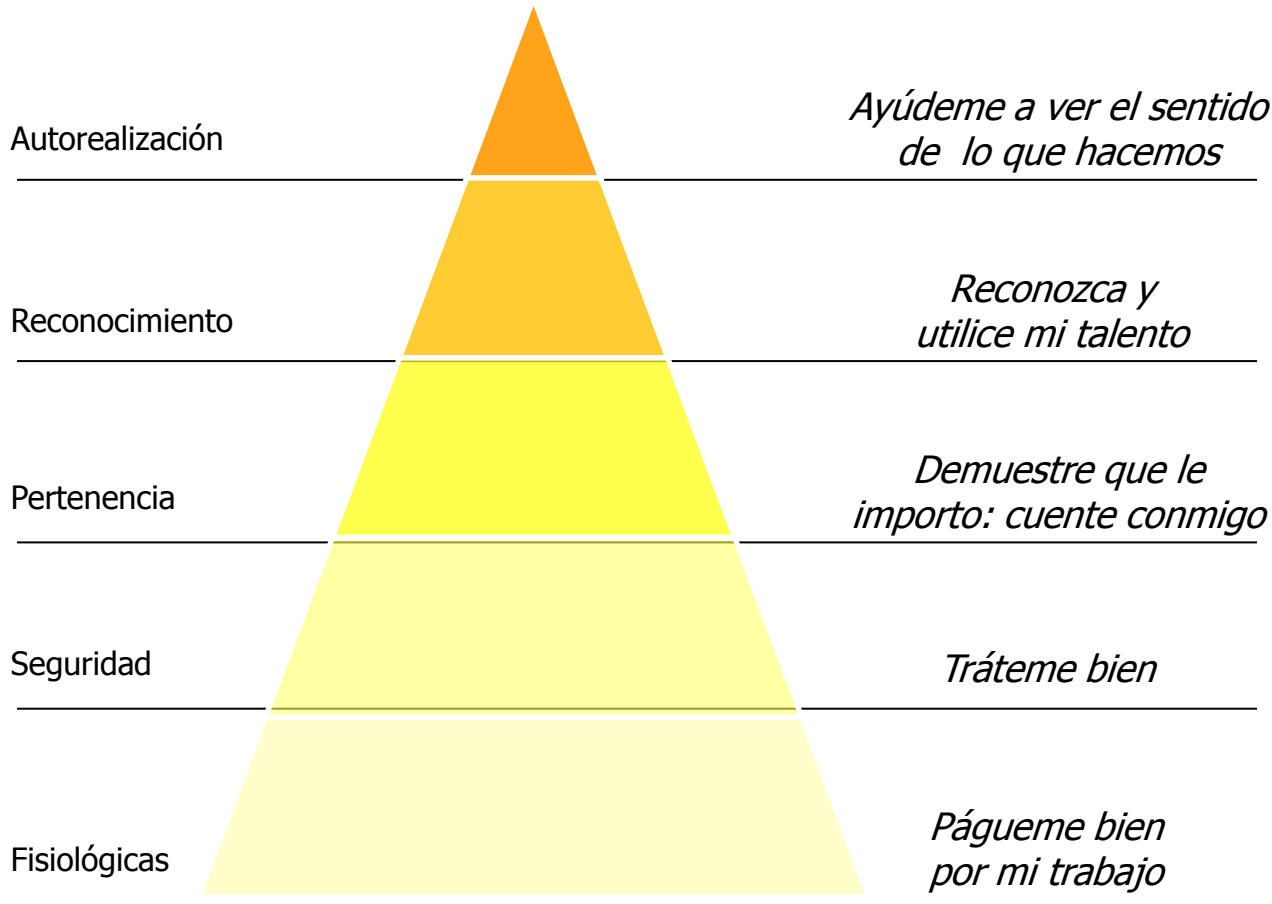 Autorealización
Ayúdeme a ver el sentido
de lo que hacemos
Reconocimiento
Reconozca y
utilice mi talento
Pertenencia
Demuestre que le
importo: cuente conmigo
Seguridad
Tráteme bien
Fisiológicas
Págueme bien
por mi trabajo